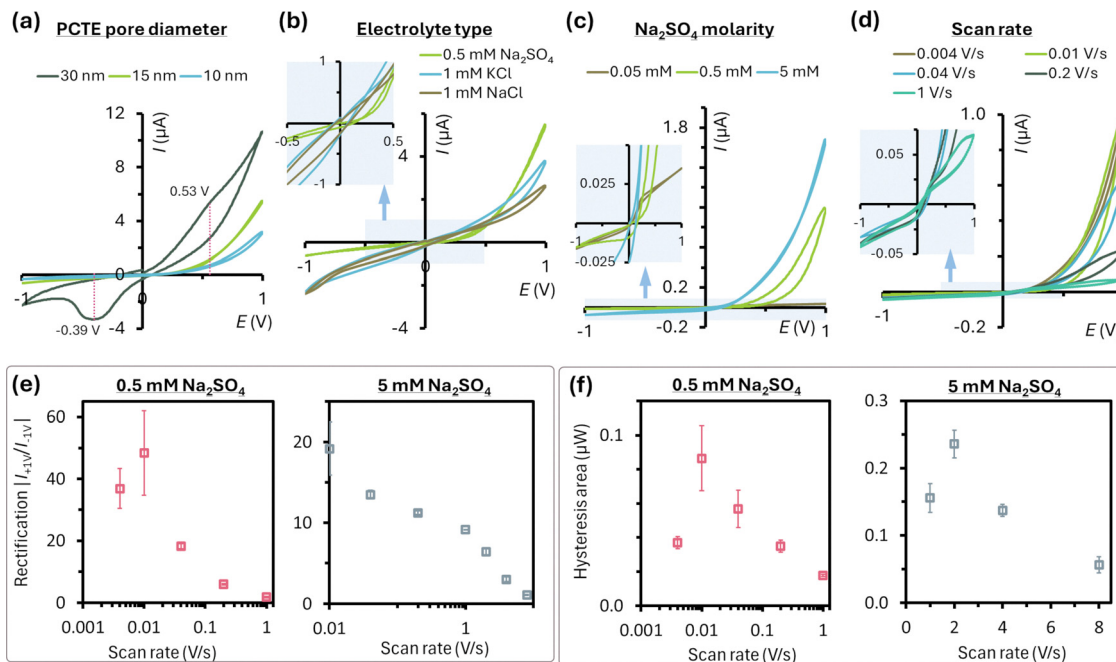 (a) PCTE pore diameter
30 nm 15 nm 10 nm
12
I (µA)
8
4
0
-4
-1
0
1
0.53 V
-0.39 V
E (V)
(b) Electrolyte type
0.5 mM Na₂SO₄
1 mM KCl
1 mM NaCl
1
-0.5
0.5
-1
I (µA)
4
-1
0
1
-4
E (V)
(c) Na₂SO₄ molarity
0.05 mM 0.5 mM 5 mM
I (µA)
1.8
0.025
-1
1
-0.025
0.2
-1
0
1
-0.2
E (V)
(d) Scan rate
0.004 V/s 0.01 V/s
0.04 V/s 0.2 V/s
1 V/s
1.0
I (µA)
0.05
-1
1
-0.05
-1
0
-0.2
E (V)
(e) 0.5 mM Na₂SO₄ 5 mM Na₂SO₄
Rectification |I₊₁ᵥ/I₋₁ᵥ|
60
40
20
0
0.001 0.01 0.1 1
Scan rate (V/s)
20
10
0
0.01 0.1 1
Scan rate (V/s)
(f) 0.5 mM Na₂SO₄ 5 mM Na₂SO₄
Hysteresis area (µW)
0.1
0.0
0.001 0.01 0.1 1
Scan rate (V/s)
0.3
0.2
0.1
0.0
0 2 4 6 8
Scan rate (V/s)